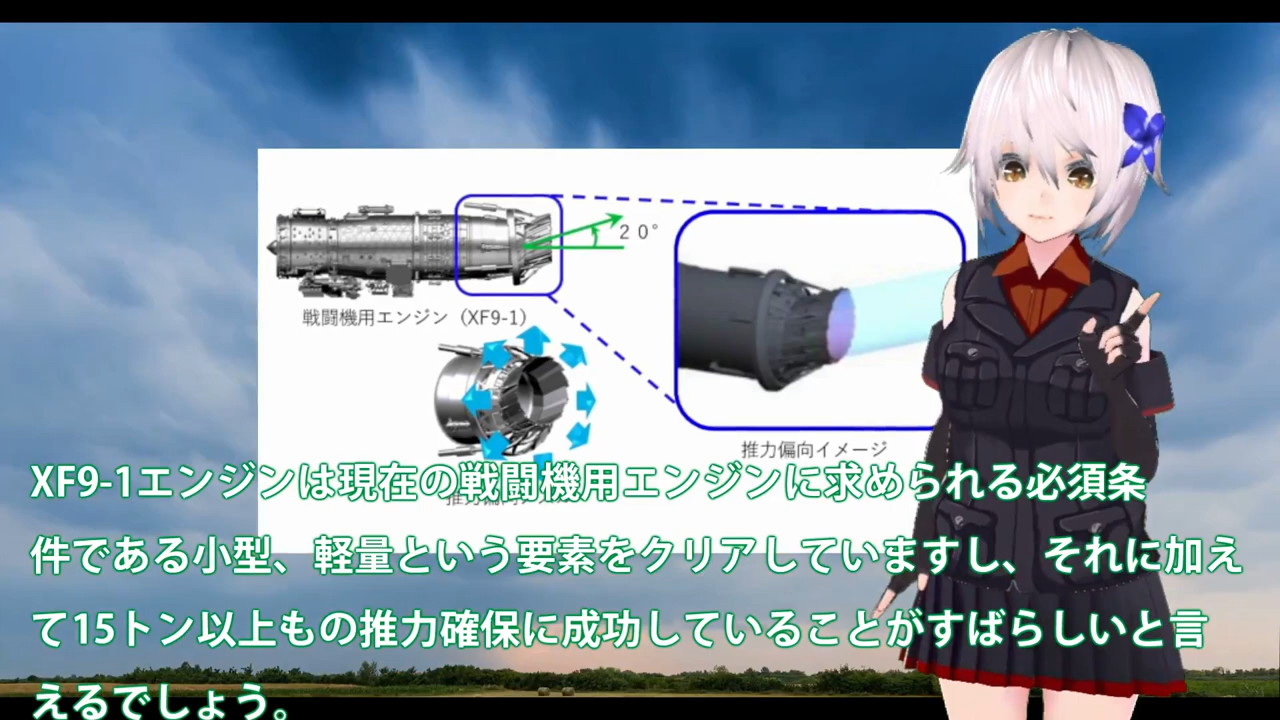 20°
戦闘機用エンジン（XF9-1）
推力偏向イメージ
XF9-1エンジンは現在の戦闘機用エンジンに求められる必須条
件である小型、軽量という要素をクリアしていますし、それに加え
て15トン以上もの推力確保に成功していることがすばらしいと言
えるでしょう。